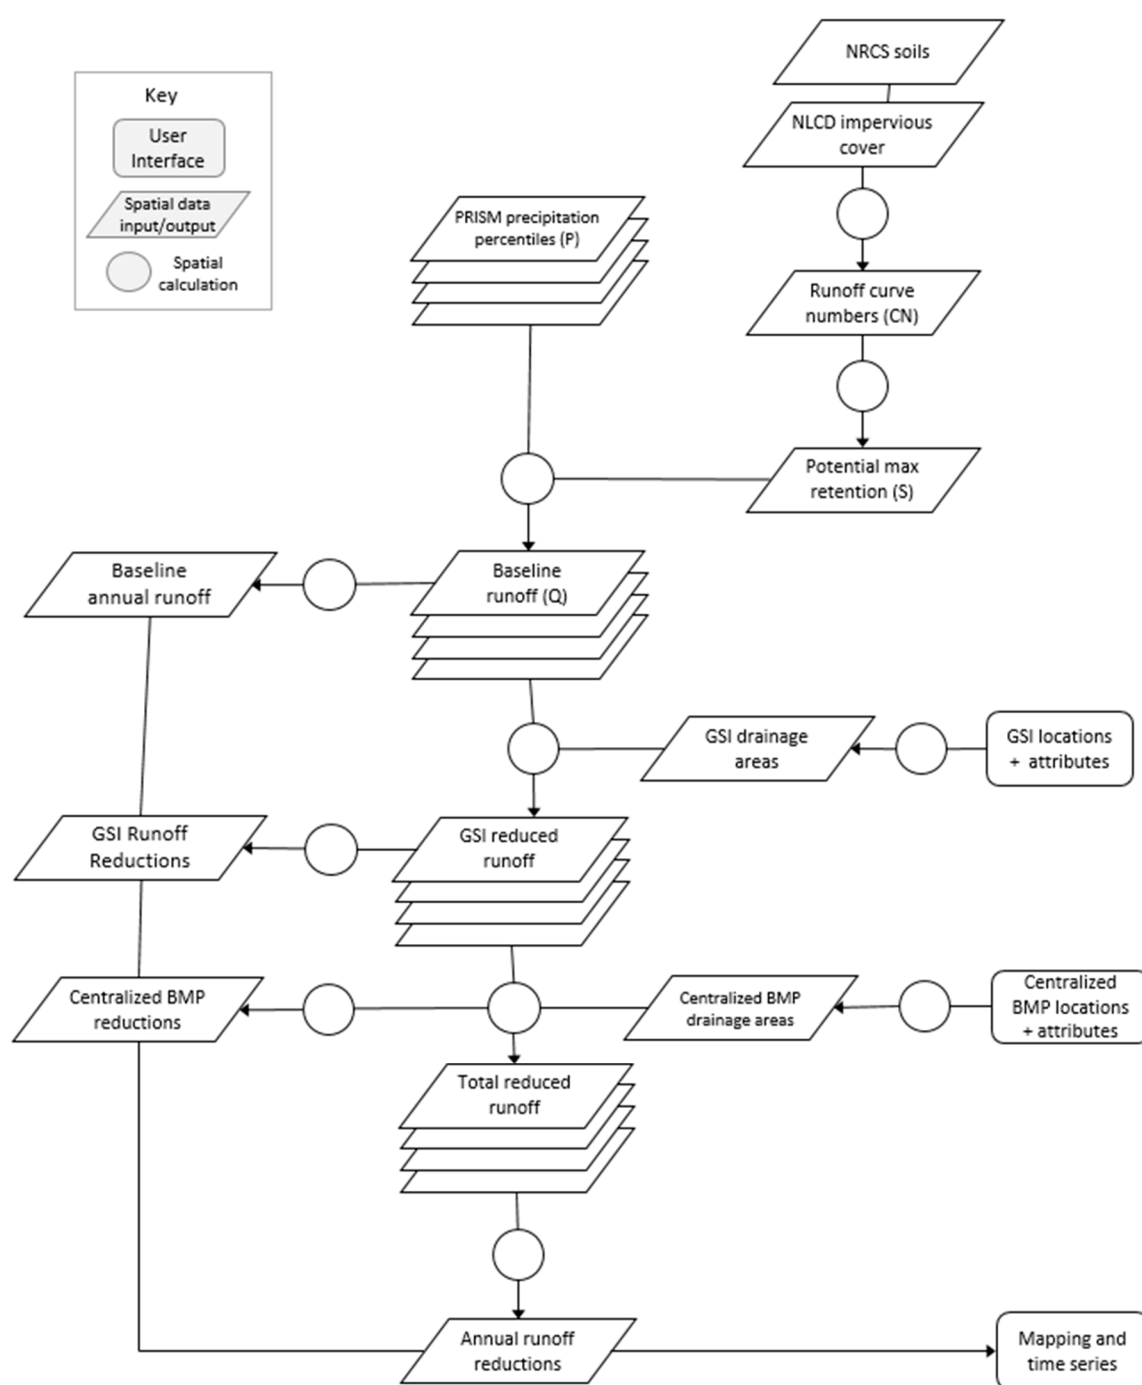 Key
User
Interface
Spatial data
input/output
Spatial
calculation
NRCS soils
NLCD impervious
cover
PRISM precipitation
percentiles (P)
Runoff curve
numbers (CN)
Potential max
retention (S)
Baseline
annual runoff
Baseline
runoff (Q)
GSI drainage
areas
GSI locations
+ attributes
GSI Runoff
Reductions
GSI reduced
runoff
Centralized BMP
reductions
Centralized BMP
drainage areas
Centralized
BMP locations
+ attributes
Total reduced
runoff
Annual runoff
reductions
Mapping and
time series